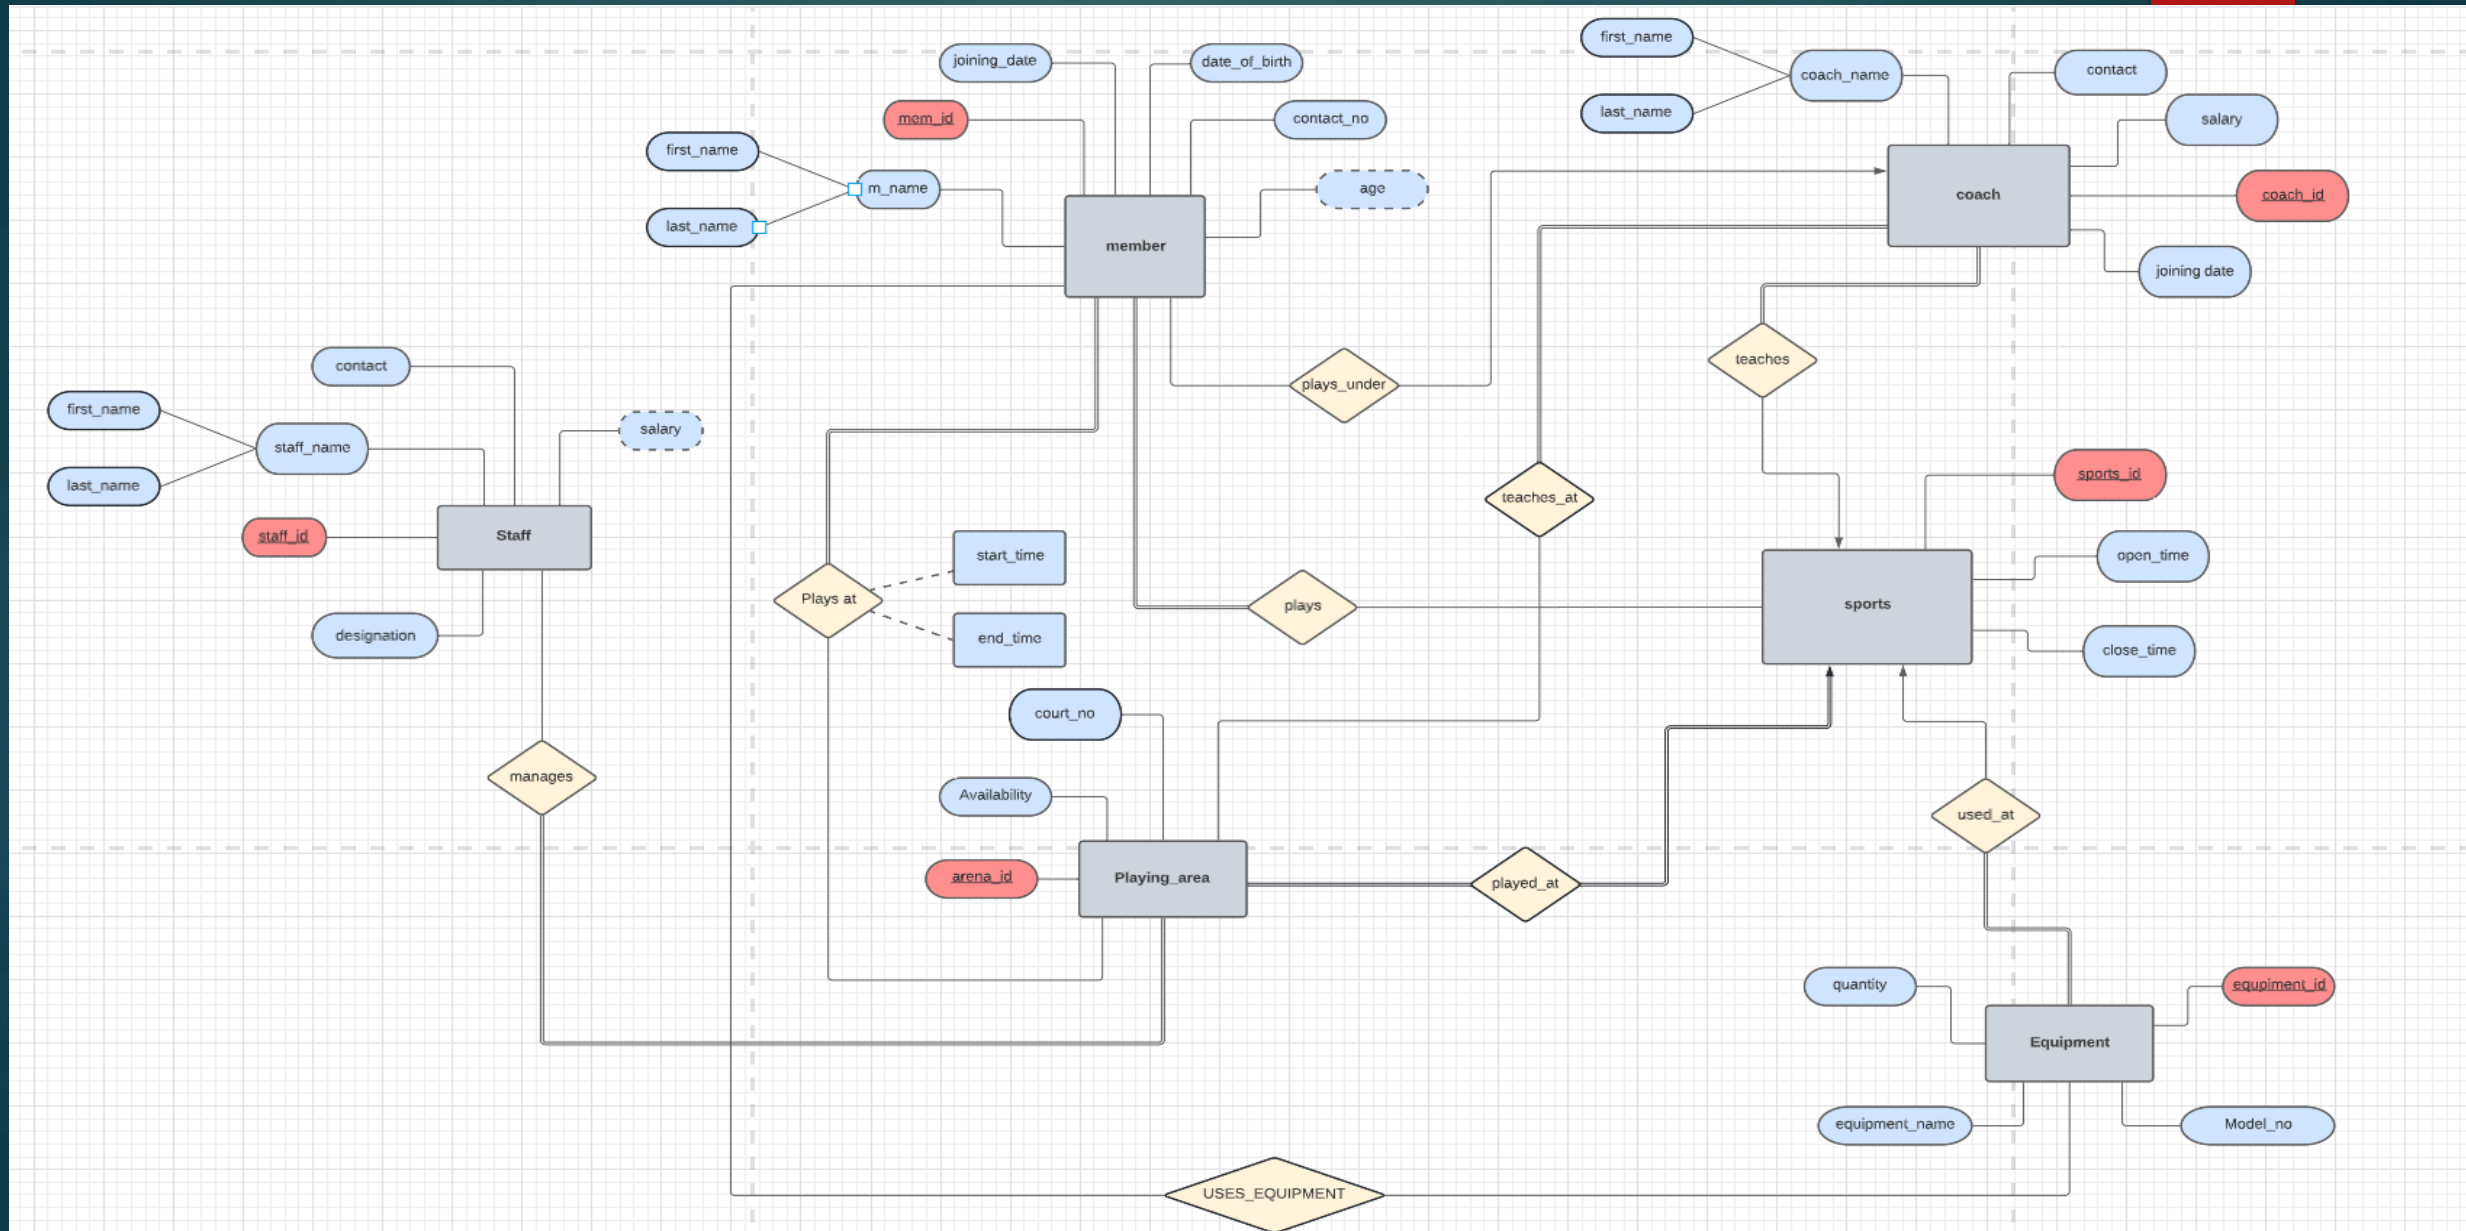 first_name
joining_date
date_of_birth
coach_name
contact
last_name
mem_id
contact_no
salary
first_name
m_name
age
coach
coach_id
last_name
member
joining date
contact
teaches
plays_under
first_name
staff_name
salary
last_name
sports_id
teaches_at
staff_id
Staff
start_time
open_time
Plays at
plays
sports
designation
end_time
close_time
court_no
manages
Availability
used_at
arena_id
Playing_area
played_at
quantity
equpiment_id
Equipment
equipment_name
Model_no
USES_EQUIPMENT